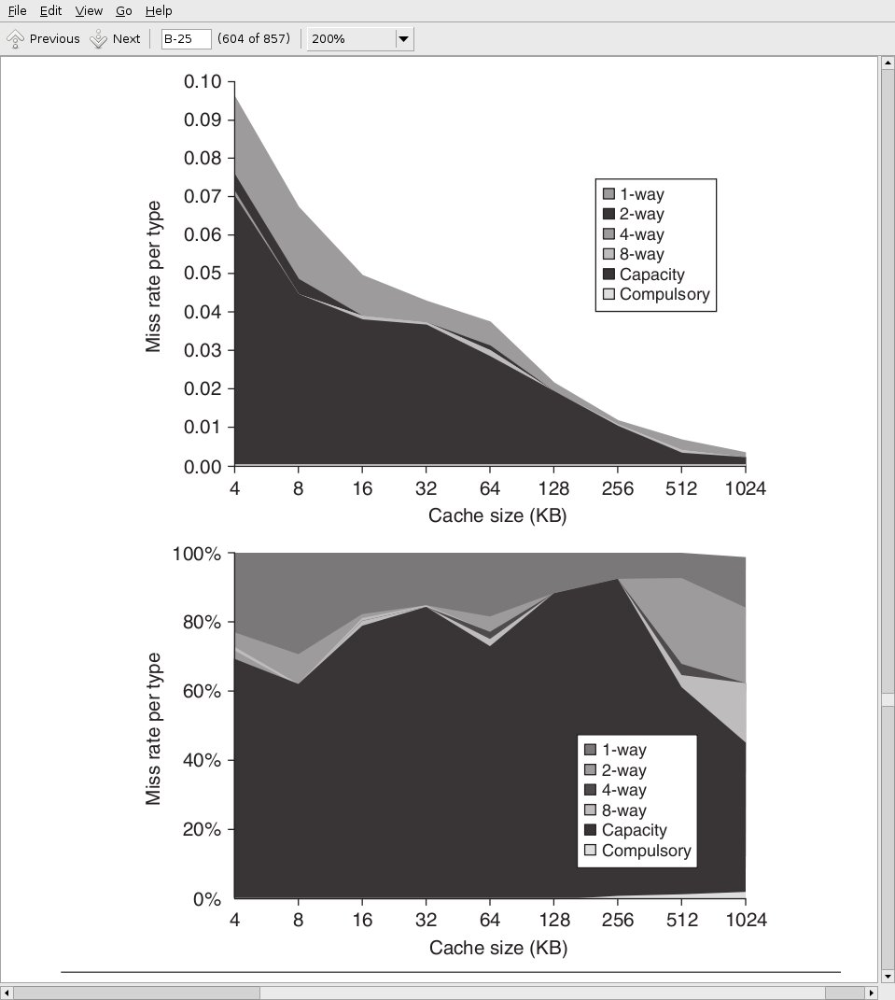 File Edit View Go Help
Previous Next B-25 (604 of 857) 200%
0.10
0.09
0.08
0.07
0.06
0.05
0.04
0.03
0.02
0.01
0.00
Miss rate per type
1-way
2-way
4-way
8-way
Capacity
Compulsory
4 8 16 32 64 128 256 512 1024
Cache size (KB)
100%
80%
60%
40%
20%
0%
Miss rate per type
1-way
2-way
4-way
8-way
Capacity
Compulsory
4 8 16 32 64 128 256 512 1024
Cache size (KB)